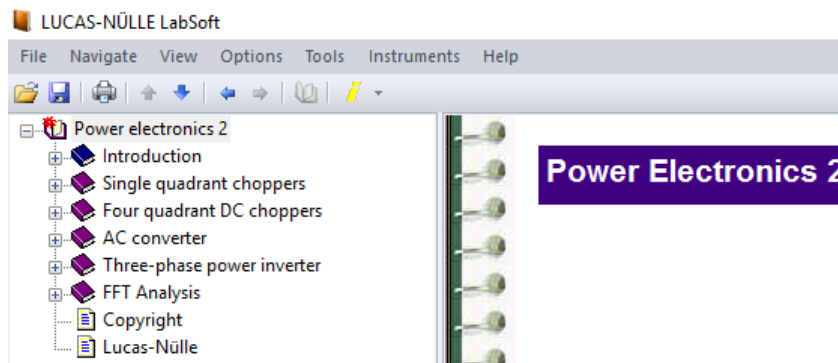 LUCAS-NÜLLE LabSoft
File Navigate View Options Tools Instruments Help
Power electronics 2
Introduction
Single quadrant choppers
Four quadrant DC choppers
AC converter
Three-phase power inverter
FFT Analysis
Copyright
Lucas-Nülle
Power Electronics 2